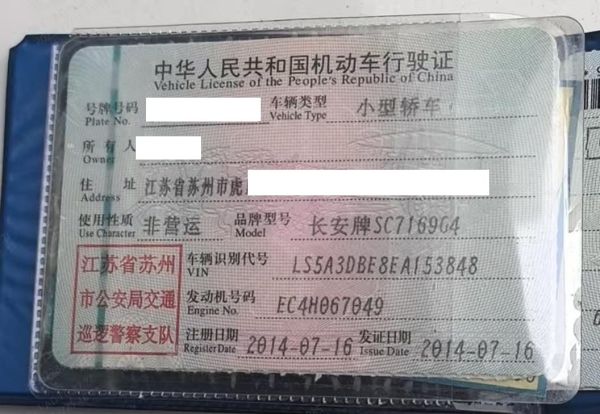 中华人民共和国机动车行驶证
Vehicle License of the People's Republic of China
号牌号码 车辆类型 小型轿车
Plate No. Vehicle Type
所有人
Owner
住址 江苏省苏州市虎
Address
使用性质 非营运 品牌型号 长安牌SC7169G4
Use Character Model
江苏省苏州 车辆识别代号 LS5A3DBE8EA153848
VIN
市公安局交通 发动机号码 EC4H067049
Engine No.
巡逻警察支队 注册日期 2014-07-16 发证日期 2014-07-16
Register Date Issue Date